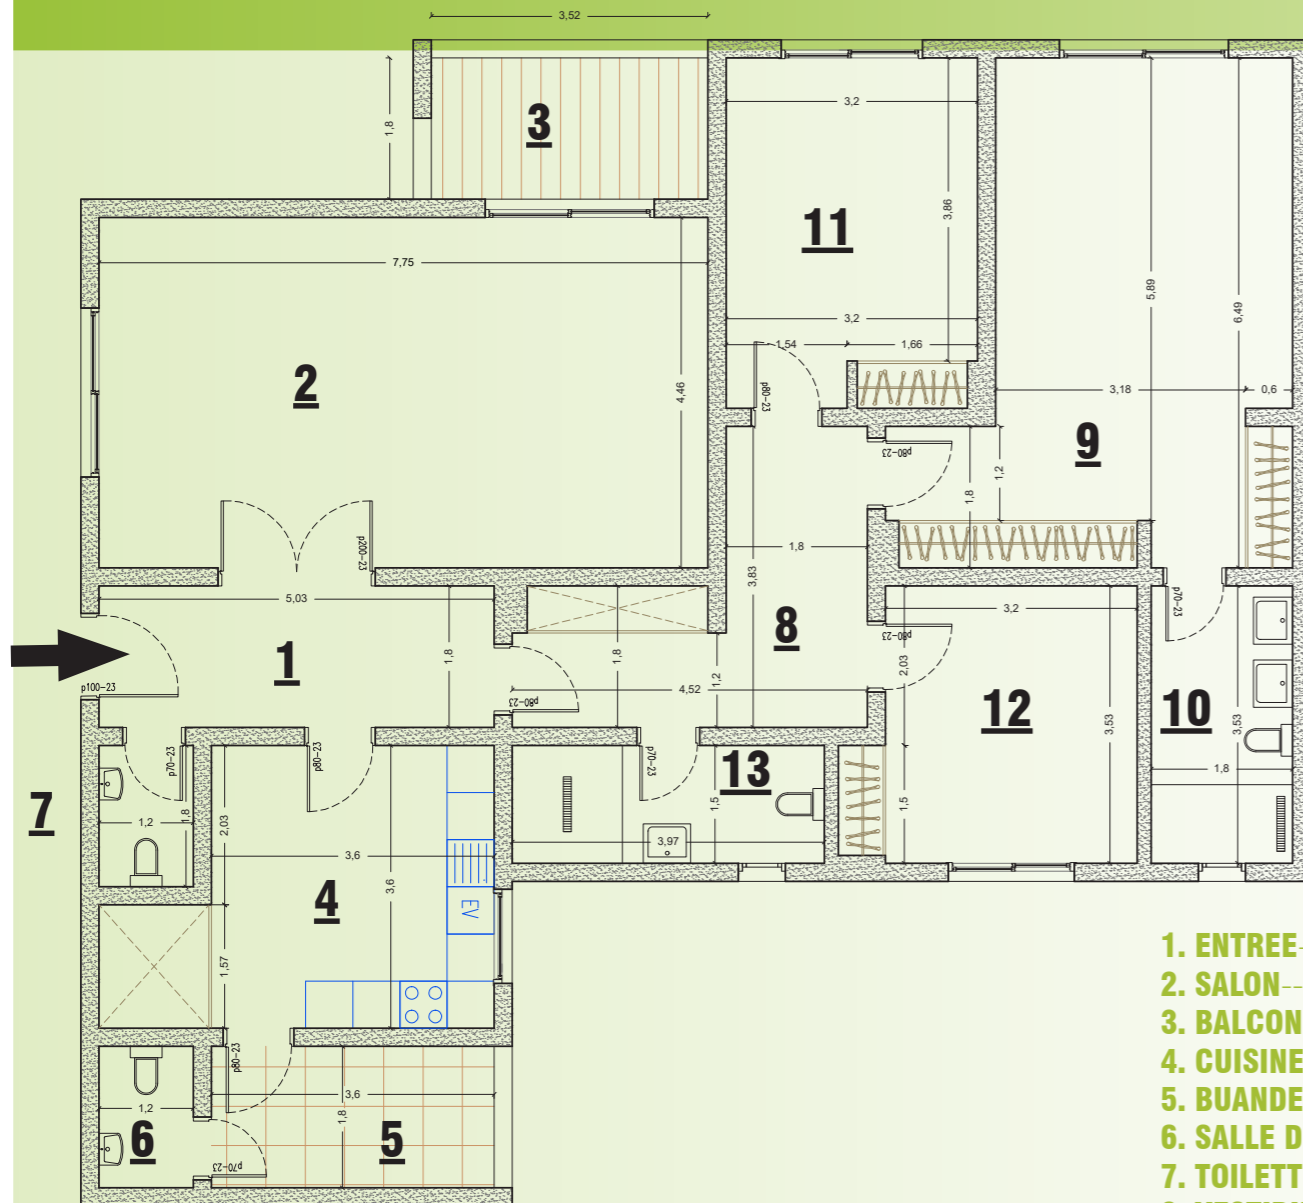 3,52
1,8
3
3,2
11
3,86
3,2
1,54
1,66
p80-23
5,89
6,49
3,18
0,6
9
7,75
2
4,46
p200-23
p80-23
1,2
1,8
1,8
3,83
8
5,03
1
1,8
p100-23
p80-23
1,8
1,2
4,52
p80-23
3,2
2,03
12
3,53
1,5
p70-23
10
3,53
1,8
7
p70-23
1,2
1,8
p80-23
2,03
3,6
3,6
4
EV
1,57
p70-23
13
1,5
3,97
p80-23
3,6
1,8
5
1,2
6
p70-23
1. ENTREE-
2. SALON--
3. BALCON
4. CUISINE
5. BUANDE
6. SALLE D
7. TOILETT